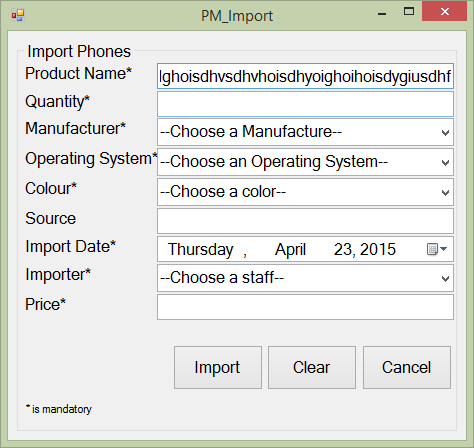 PM_Import
Import Phones
Product Name* lghoisdhvsdhvhoisdhyoighoihoisdygiusdhf
Quantity*
Manufacturer* --Choose a Manufacture--
Operating System* --Choose an Operating System--
Colour* --Choose a color--
Source
Import Date* Thursday , April 23, 2015
Importer* --Choose a staff--
Price*
Import Clear Cancel
* is mandatory